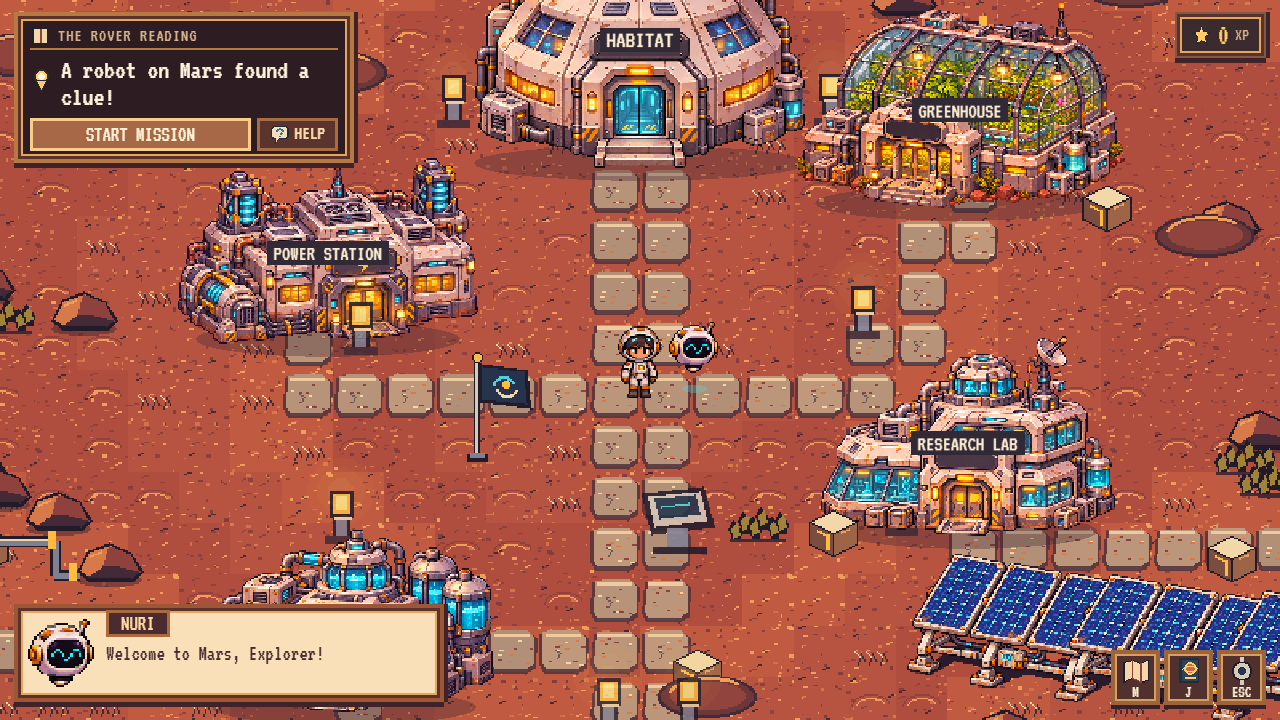 THE ROVER READING
A robot on Mars found a
clue!
START MISSION
HELP
HABITAT
0 XP
GREENHOUSE
POWER STATION
RESEARCH LAB
NURI
Welcome to Mars, Explorer!
M
J
ESC